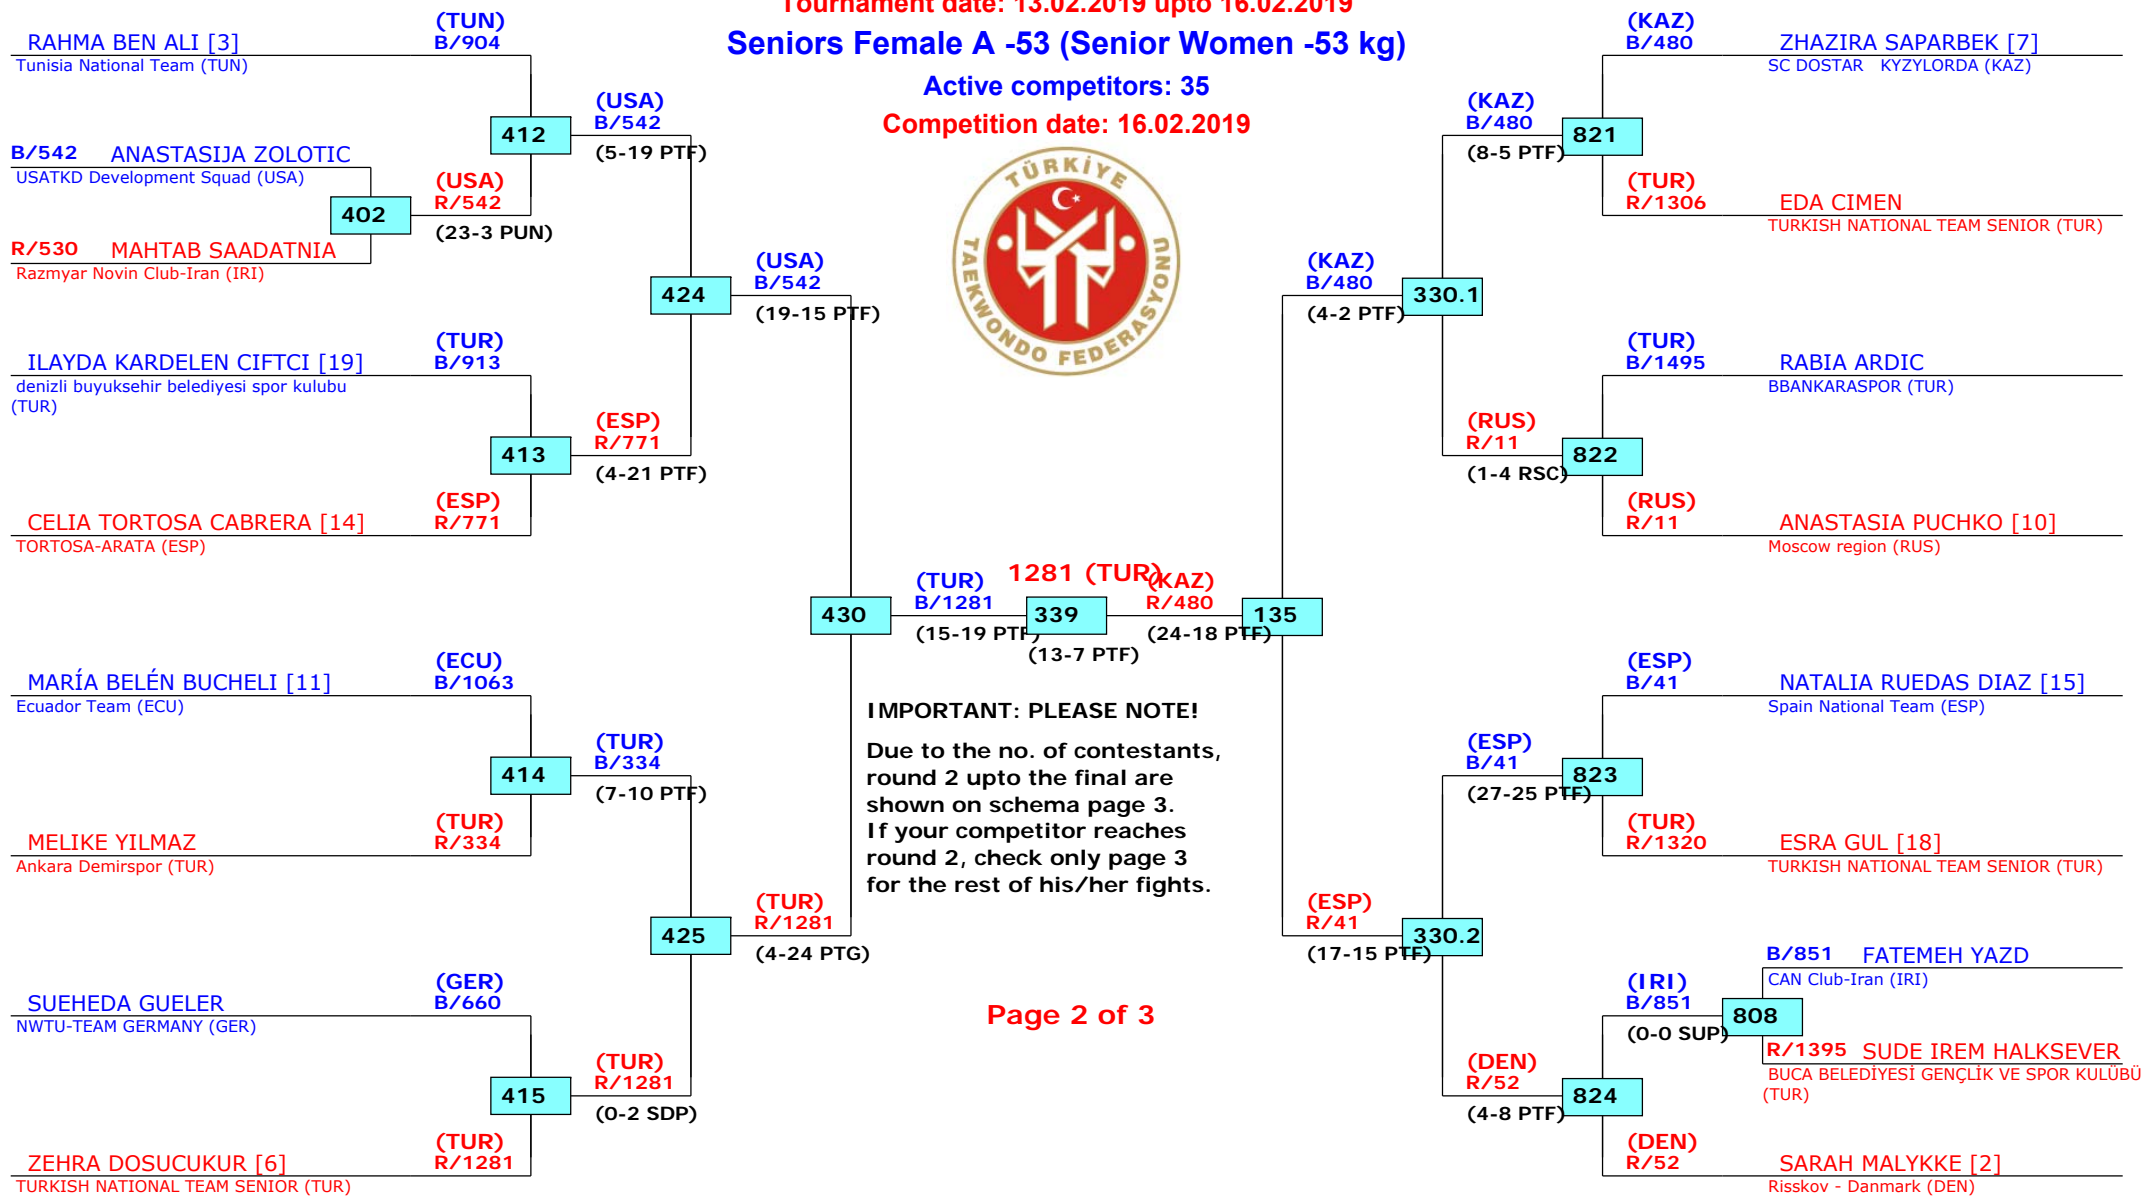 Tournament date: 13.02.2019 upto 16.02.2019
Seniors Female A -53 (Senior Women -53 kg)
Active competitors: 35
Competition date: 16.02.2019
TÜRKİYE
TAEKWONDO FEDERASYONU
RAHMA BEN ALI [3]
Tunisia National Team (TUN)
(TUN)
B/904
B/542 ANASTASIJA ZOLOTIC
USATKD Development Squad (USA)
402
R/530 MAHTAB SAADATNIA
Razmyar Novin Club-Iran (IRI)
(USA)
R/542
(23-3 PUN)
412
(USA)
B/542
(5-19 PTF)
ILAYDA KARDELEN CIFTCI [19]
denizli buyuksehir belediyesi spor kulubu
(TUR)
(TUR)
B/913
413
CELIA TORTOSA CABRERA [14]
TORTOSA-ARATA (ESP)
(ESP)
R/771
(ESP)
R/771
(4-21 PTF)
424
(USA)
B/542
(19-15 PTF)
MARÍA BELÉN BUCHELI [11]
Ecuador Team (ECU)
(ECU)
B/1063
414
MELIKE YILMAZ
Ankara Demirspor (TUR)
(TUR)
R/334
(TUR)
B/334
(7-10 PTF)
SUEHEDA GUELER
NWTU-TEAM GERMANY (GER)
(GER)
B/660
415
ZEHRA DOSUCUKUR [6]
TURKISH NATIONAL TEAM SENIOR (TUR)
(TUR)
R/1281
(TUR)
R/1281
(0-2 SDP)
425
(TUR)
R/1281
(4-24 PTG)
430
(TUR)
B/1281
(15-19 PTF)
1281 (TUR)
339
(13-7 PTF)
(KAZ)
R/480
(24-18 PTF)
135
IMPORTANT: PLEASE NOTE!
Due to the no. of contestants,
round 2 upto the final are
shown on schema page 3.
If your competitor reaches
round 2, check only page 3
for the rest of his/her fights.
Page 2 of 3
(KAZ)
B/480
(4-2 PTF)
330.1
(KAZ)
B/480
(8-5 PTF)
821
(KAZ)
B/480
ZHAZIRA SAPARBEK [7]
SC DOSTAR KYZYLORDA (KAZ)
(TUR)
R/1306
EDA CIMEN
TURKISH NATIONAL TEAM SENIOR (TUR)
(RUS)
R/11
(1-4 RSC)
822
(TUR)
B/1495
RABIA ARDIC
BBANKARASPOR (TUR)
(RUS)
R/11
ANASTASIA PUCHKO [10]
Moscow region (RUS)
(ESP)
R/41
(17-15 PTF)
330.2
(ESP)
B/41
(27-25 PTF)
823
(ESP)
B/41
NATALIA RUEDAS DIAZ [15]
Spain National Team (ESP)
(TUR)
R/1320
ESRA GUL [18]
TURKISH NATIONAL TEAM SENIOR (TUR)
(DEN)
R/52
(4-8 PTF)
824
(IRI)
B/851
(0-0 SUP)
808
B/851 FATEMEH YAZD
CAN Club-Iran (IRI)
R/1395 SUDE IREM HALKSEVER
BUCA BELEDİYESİ GENÇLİK VE SPOR KULÜBÜ
(TUR)
(DEN)
R/52
SARAH MALYKKE [2]
Risskov - Danmark (DEN)